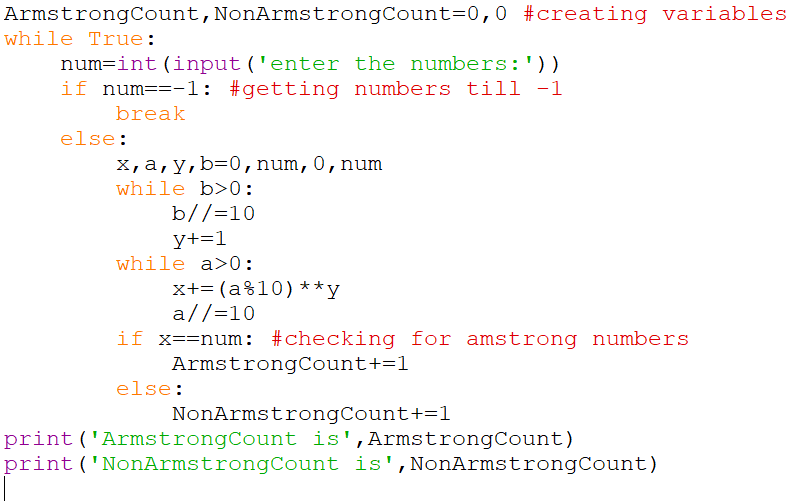 ArmstrongCount,NonArmstrongCount=0,0 #creating variables
while True:
    num=int(input('enter the numbers:'))
    if num==-1: #getting numbers till -1
        break
    else:
        x,a,y,b=0,num,0,num
        while b>0:
            b//=10
            y+=1
        while a>0:
            x+=(a%10)**y
            a//=10
        if x==num: #checking for amstrong numbers
            ArmstrongCount+=1
        else:
            NonArmstrongCount+=1
print('ArmstrongCount is',ArmstrongCount)
print('NonArmstrongCount is',NonArmstrongCount)